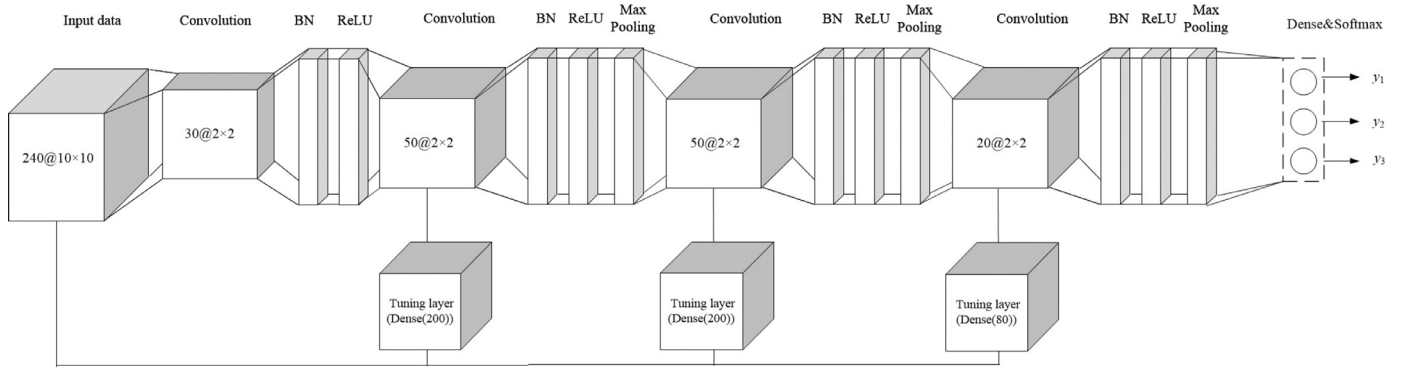 Input data
Convolution
BN
ReLU
Convolution
BN
ReLU
Max
Pooling
Convolution
BN
ReLU
Max
Pooling
Convolution
BN
ReLU
Max
Pooling
Dense&Softmax
240@10×10
30@2×2
50@2×2
50@2×2
20@2×2
y1
y2
y3
Tuning layer
(Dense(200))
Tuning layer
(Dense(200))
Tuning layer
(Dense(80))